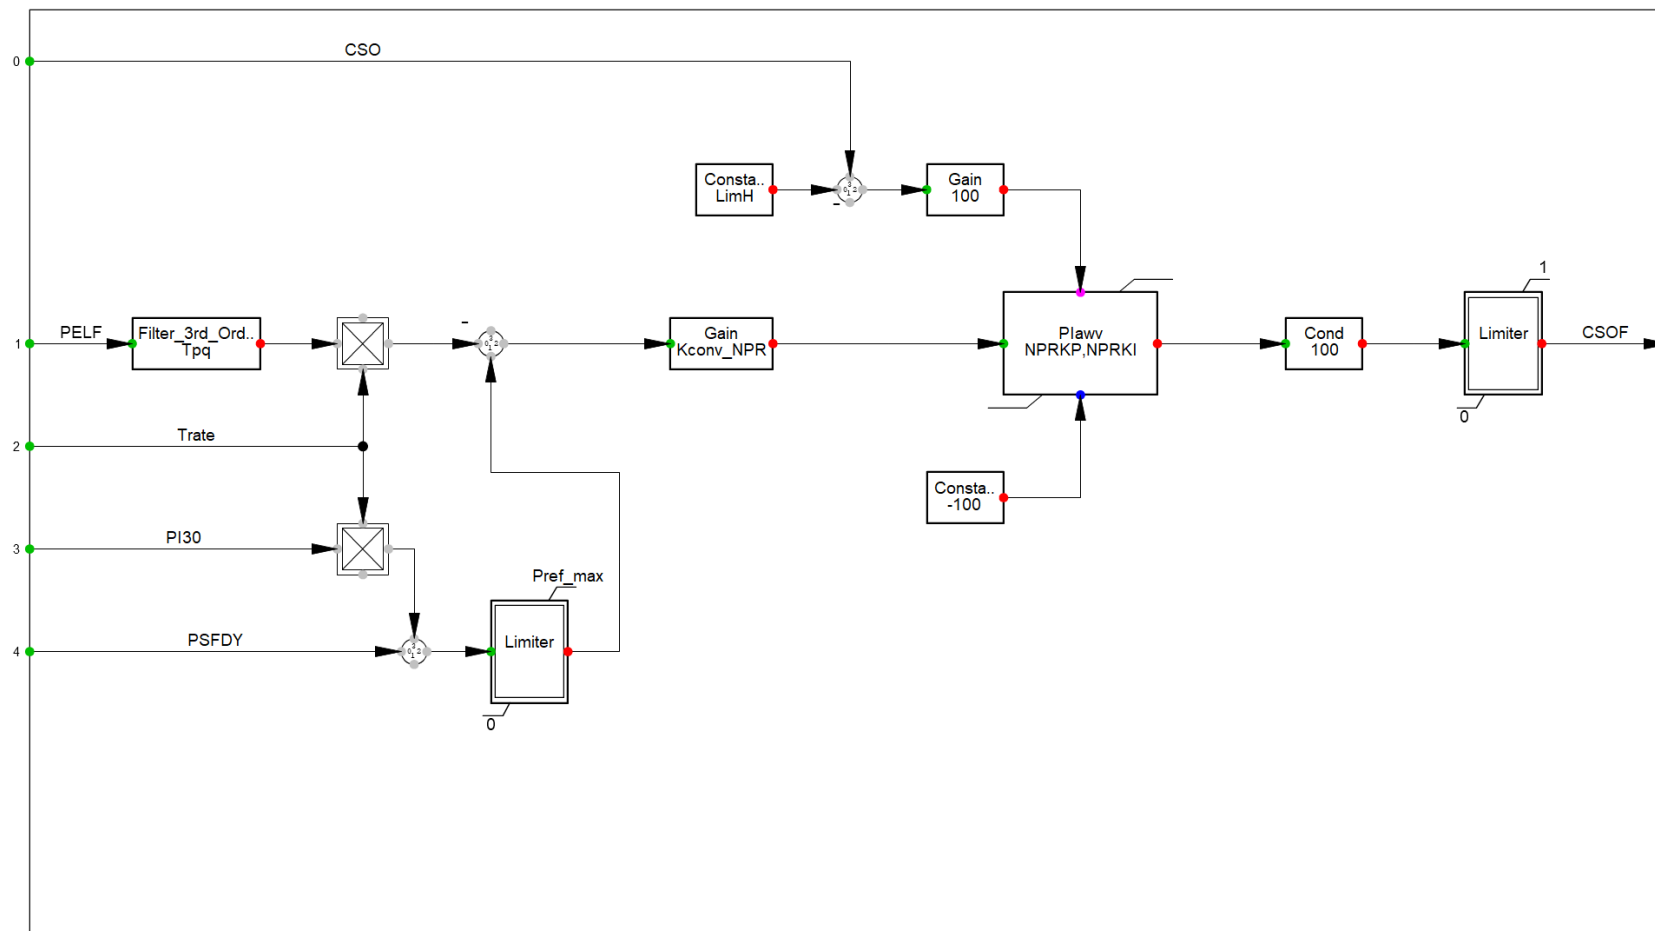 CSO
0
Consta..
LimH
-
Gain
100
1
PELF
1
Filter_3rd_Ord..
Tpq
-
Gain
Kconv_NPR
PIawv
NPRKP,NPRKI
Cond
100
Limiter
CSOF
0
Trate
2
Consta..
-100
PI30
3
Pref_max
PSFDY
4
Limiter
0